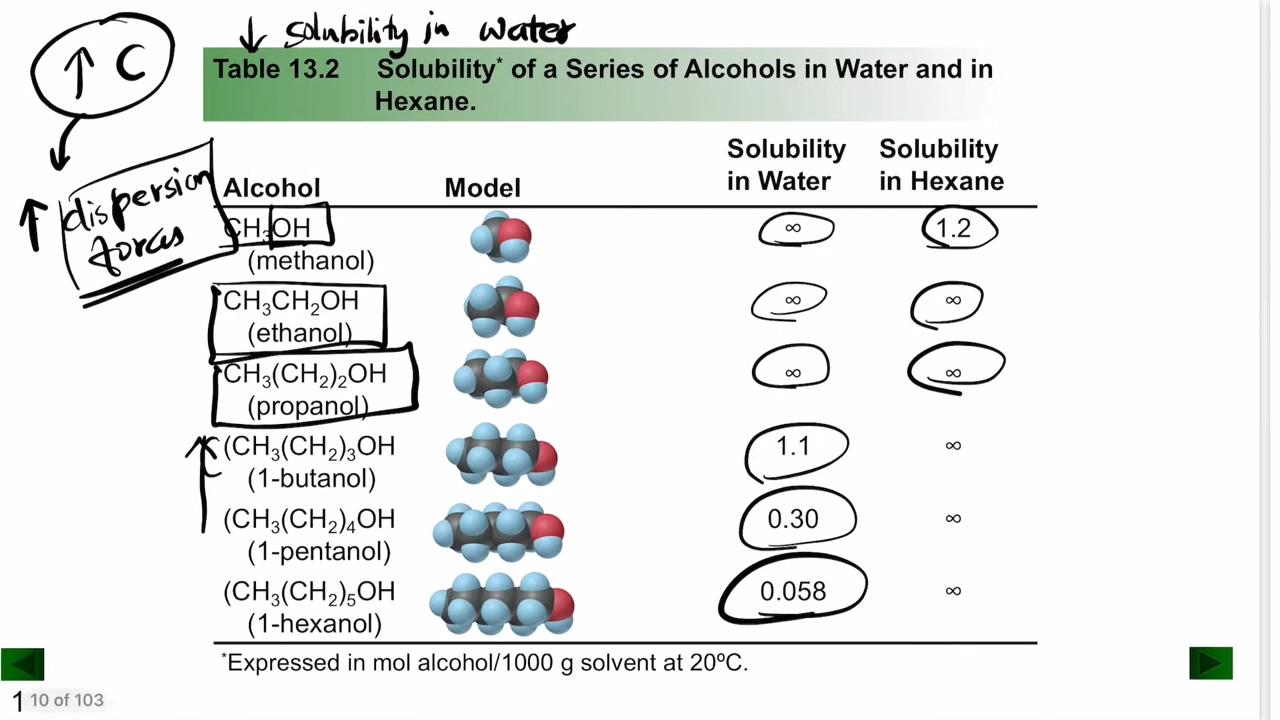 ↓ solubility in water
↑ C
↑ dispersion
forces
Table 13.2 Solubility* of a Series of Alcohols in Water and in
Hexane.
Alcohol Model Solubility in Water Solubility in Hexane
CH₃OH ∞ 1.2
(methanol)
CH₃CH₂OH ∞ ∞
(ethanol)
CH₃(CH₂)₂OH ∞ ∞
(propanol)
(CH₃(CH₂)₃OH 1.1 ∞
(1-butanol)
(CH₃(CH₂)₄OH 0.30 ∞
(1-pentanol)
(CH₃(CH₂)₅OH 0.058 ∞
(1-hexanol)
*Expressed in mol alcohol/1000 g solvent at 20ºC.
1 10 of 103